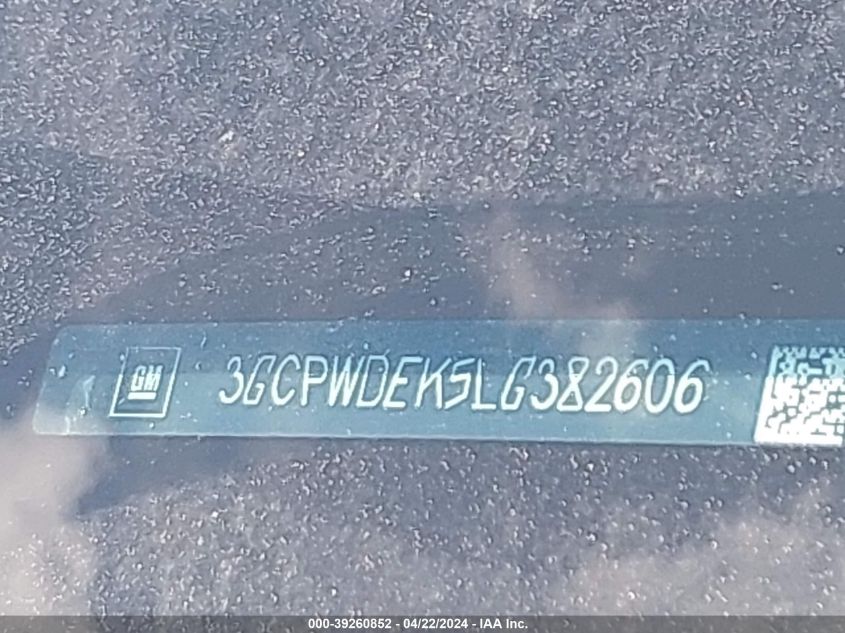 GM 3GCPWDEK5LG382606
000-39260852 - 04/22/2024 - IAA Inc.